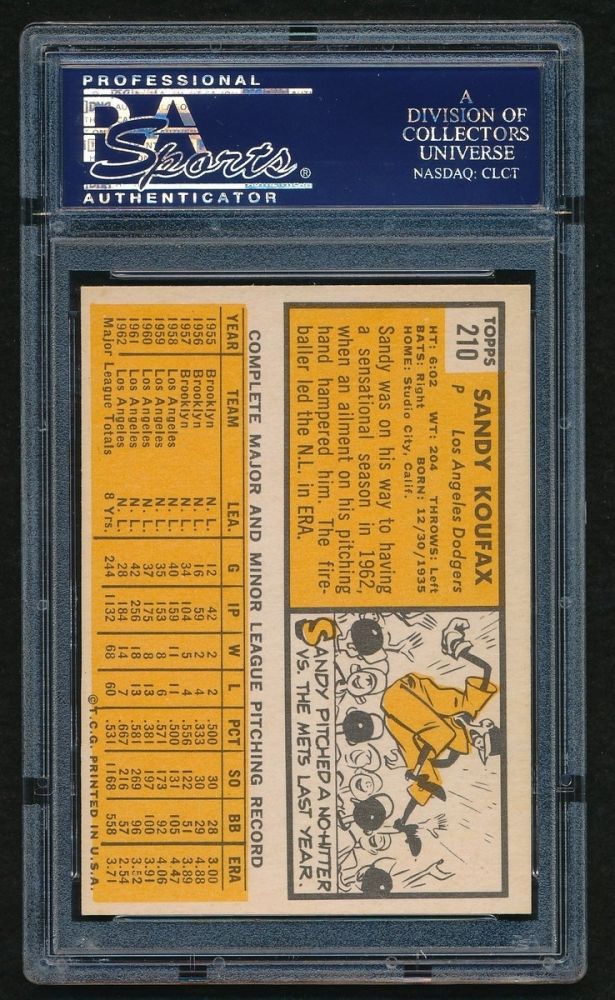 PROFESSIONAL
PSA
Sports®
AUTHENTICATOR
A
DIVISION OF
COLLECTORS
UNIVERSE
NASDAQ: CLCT
TOPPS
210
SANDY KOUFAX
P Los Angeles Dodgers
HT: 6:02 WT: 204 THROWS: Left
BATS: Right BORN: 12/30/1935
HOME: Studio City, Calif.
Sandy was on his way to having
a sensational season in 1962,
when an ailment on his pitching
hand hampered him. The fire-
baller led the N.L. in ERA.
SANDY PITCHED A NO-HITTER
VS. THE METS LAST YEAR.
COMPLETE MAJOR AND MINOR LEAGUE PITCHING RECORD
YEAR TEAM LEA. G IP W L PCT SO BB ERA
1955 Brooklyn N. L. 12 42 2 2 .500 30 28 3.00
1956 Brooklyn N. L. 16 59 2 4 .333 30 29 4.88
1957 Brooklyn N. L. 34 104 5 4 .556 122 51 3.89
1958 Los Angeles N. L. 40 159 11 11 .500 131 105 4.47
1959 Los Angeles N. L. 35 153 8 6 .571 173 92 4.06
1960 Los Angeles N. L. 37 175 8 13 .381 197 100 3.91
1961 Los Angeles N. L. 42 256 18 13 .581 269 96 3.52
1962 Los Angeles N. L. 28 184 14 7 .667 216 57 2.54
Major League Totals 8 Yrs. 244 1132 68 60 .531 1168 558 3.71
©T.C.G. PRINTED IN U.S.A.